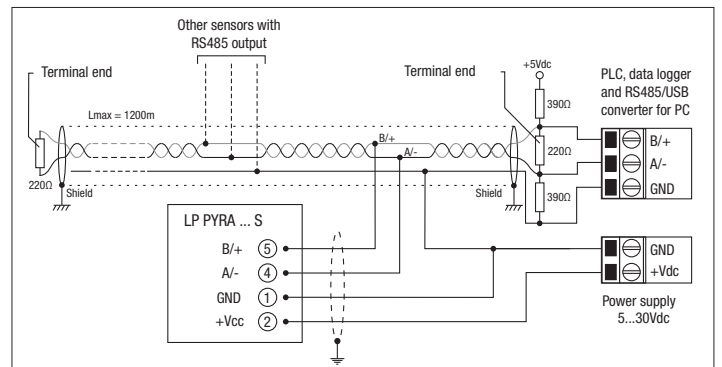 Other sensors with
RS485 output
Terminal end
Terminal end
+5Vdc
PLC, data logger
and RS485/USB
converter for PC
Lmax = 1200m
390Ω
B/+
B/+
220Ω
A/-
A/-
220Ω
390Ω
GND
Shield
Shield
LP PYRA ... S
B/+ 5
A/- 4
GND 1
+Vcc 2
GND
+Vdc
Power supply
5...30Vdc